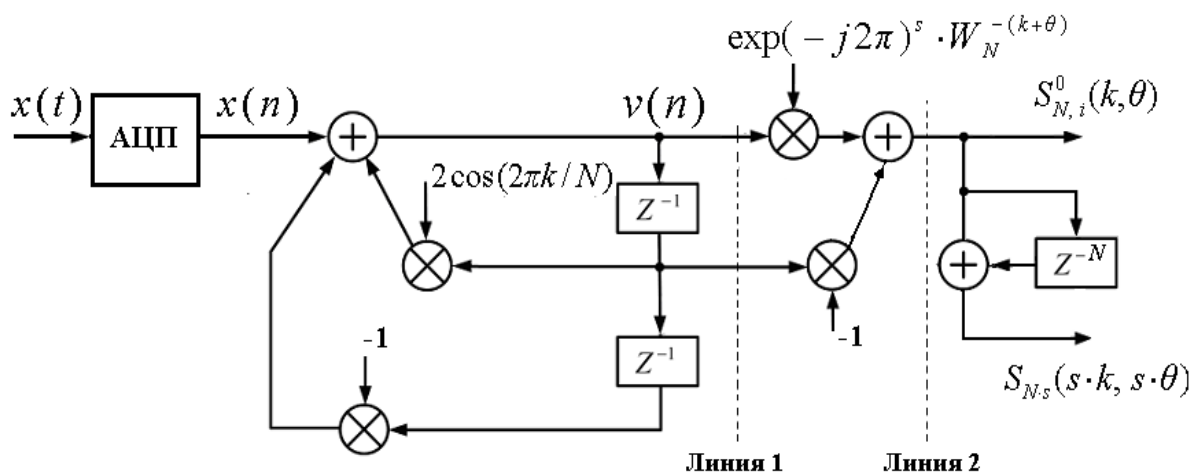 exp(−j2π)^s · W_N^{−(k+θ)}
x(t)
АЦП
x(n)
v(n)
S^0_{N, i}(k,θ)
2cos(2πk/N)
Z^{−1}
Z^{−N}
-1
-1
Z^{−1}
S_{N·s}(s·k, s·θ)
Линия 1
Линия 2